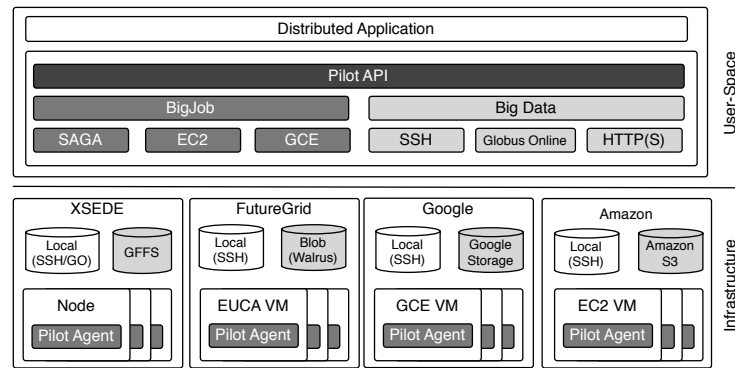 Distributed Application
Pilot API
BigJob
Big Data
SAGA
EC2
GCE
SSH
Globus Online
HTTP(S)
User-Space
XSEDE
Local
(SSH/GO)
GFFS
Node
Pilot Agent
FutureGrid
Local
(SSH)
Blob
(Walrus)
EUCA VM
Pilot Agent
Google
Local
(SSH)
Google
Storage
GCE VM
Pilot Agent
Amazon
Local
(SSH)
Amazon
S3
EC2 VM
Pilot Agent
Infrastructure